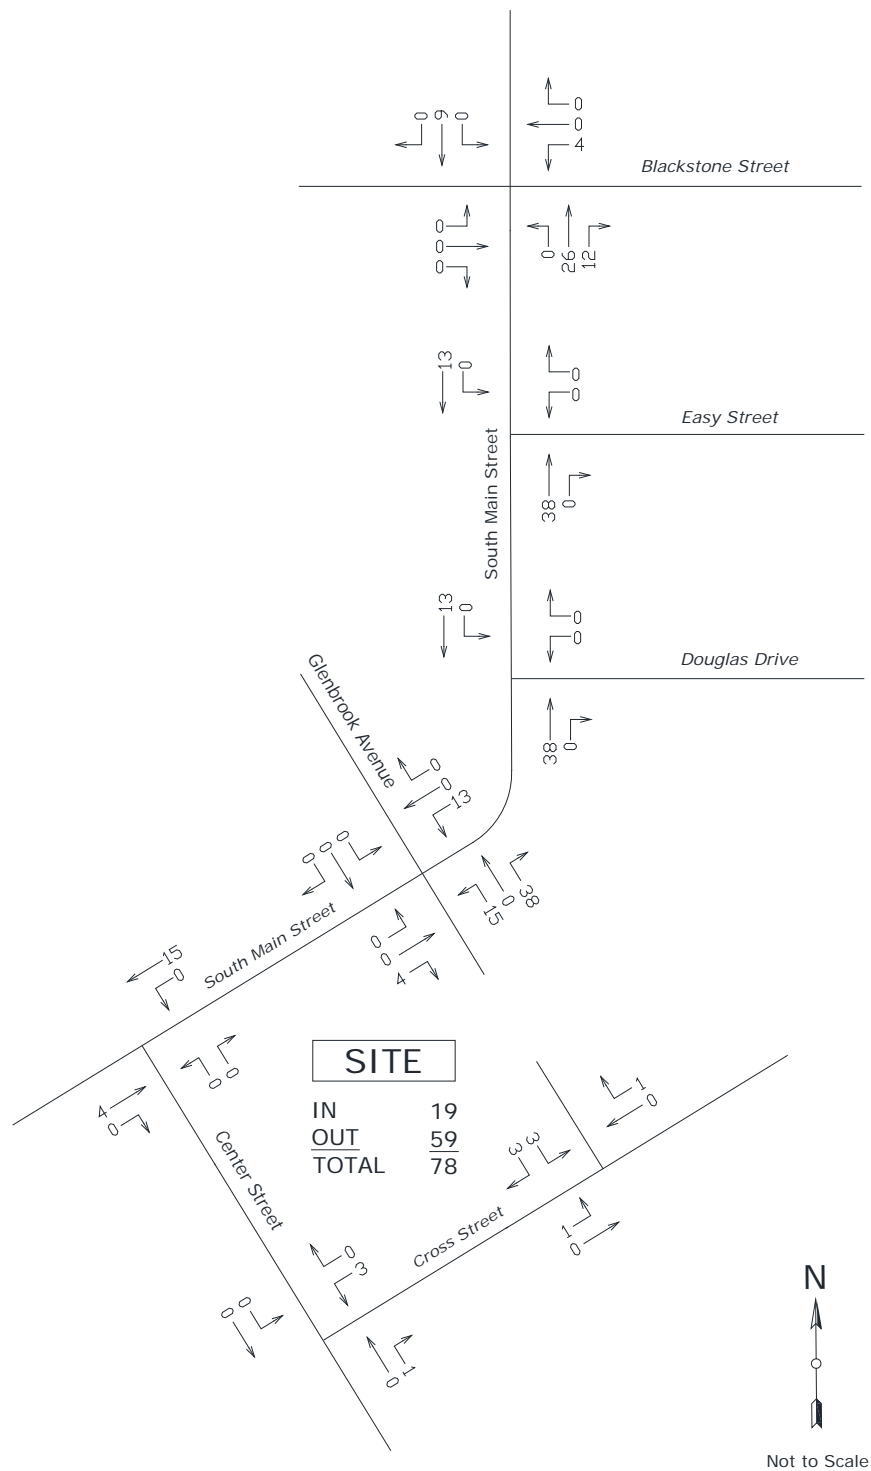 0 9 0
0
0
4
Blackstone Street
0
0
0
0 26 12
13 0
0
0
Easy Street
South Main Street
38 0
13 0
0
0
Douglas Drive
38 0
Glenbrook Avenue
0
0
13
0 0 0
38
0
15
South Main Street
0
0
4
15
0
0 0
4
0
SITE
IN 19
OUT 59
TOTAL 78
1
0
Center Street
3 3
Cross Street
1
0
0
3
0 0
1
0
N
Not to Scale